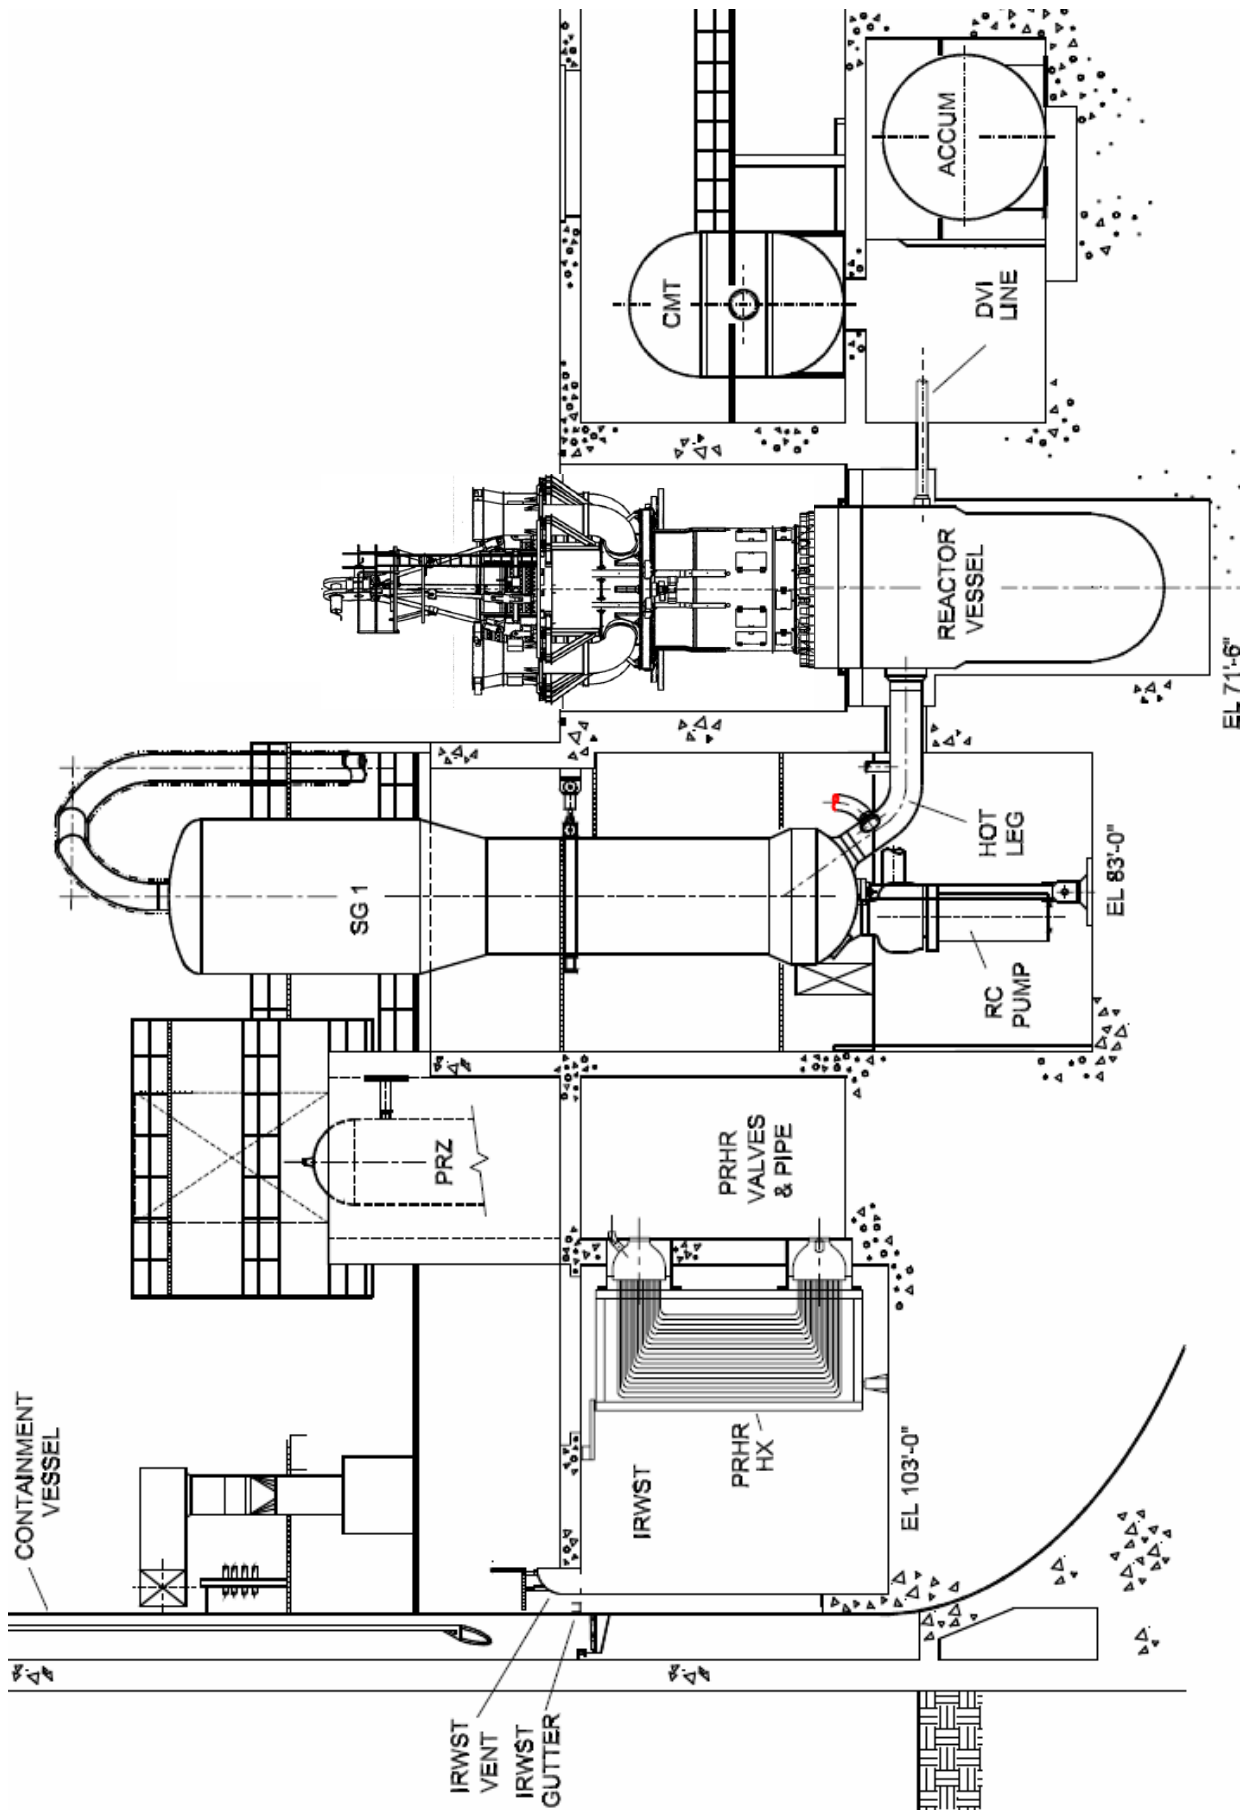 CONTAINMENT
VESSEL
IRWST
VENT
IRWST
GUTTER
IRWST
PRHR
HX
EL 103'-0"
PRZ
PRHR
VALVES
& PIPE
SG 1
RC
PUMP
HOT
LEG
EL 83'-0"
REACTOR
VESSEL
EL 71'-6"
CMT
DVI
LINE
ACCUM